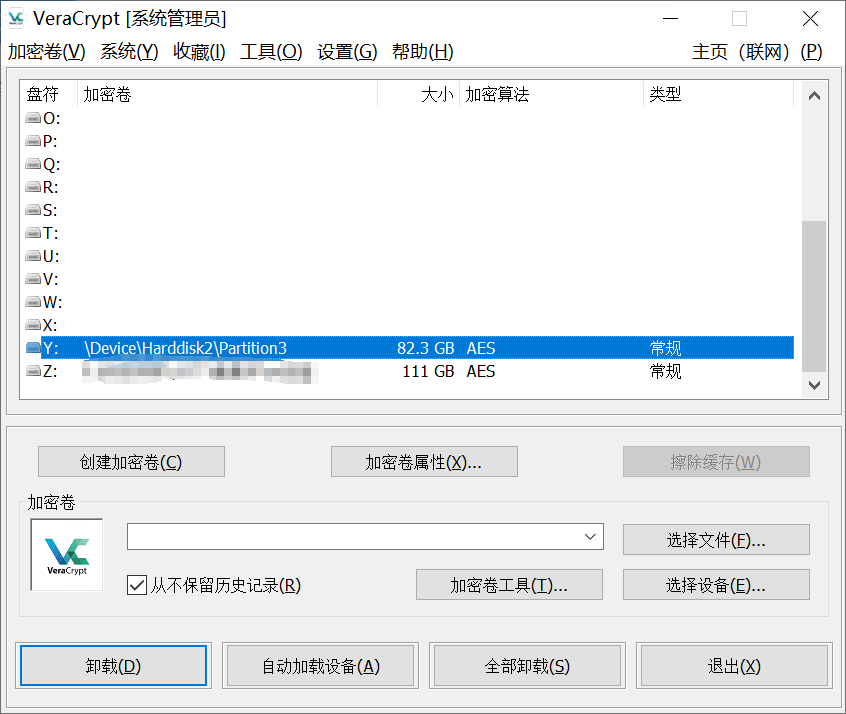 VeraCrypt [系统管理员]
加密卷(V) 系统(Y) 收藏(I) 工具(O) 设置(G) 帮助(H) 主页（联网）(P)
盘符 加密卷 大小 加密算法 类型
O:
P:
Q:
R:
S:
T:
U:
V:
W:
X:
Y: \Device\Harddisk2\Partition3 82.3 GB AES 常规
Z: 111 GB AES 常规
创建加密卷(C) 加密卷属性(X)... 擦除缓存(W)
加密卷
VeraCrypt
选择文件(F)...
从不保留历史记录(R) 加密卷工具(T)... 选择设备(E)...
卸载(D) 自动加载设备(A) 全部卸载(S) 退出(X)